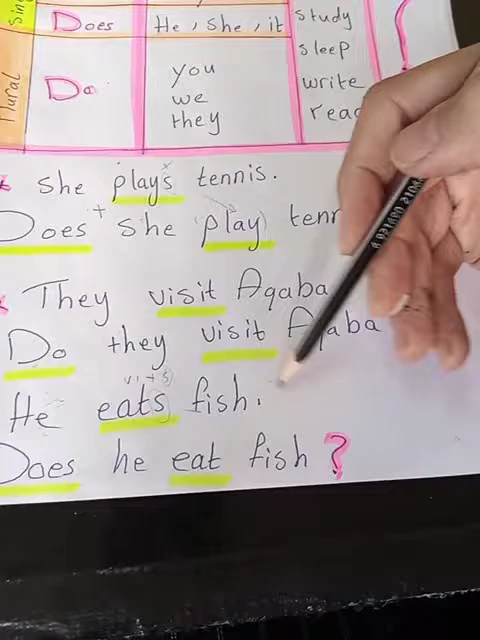 Does He, she, it study
sleep
Plural Do you write
we read
they
She plays tennis.
Does she play
They visit Aqaba
Do they visit Aqaba
He eats fish.
Does he eat fish?